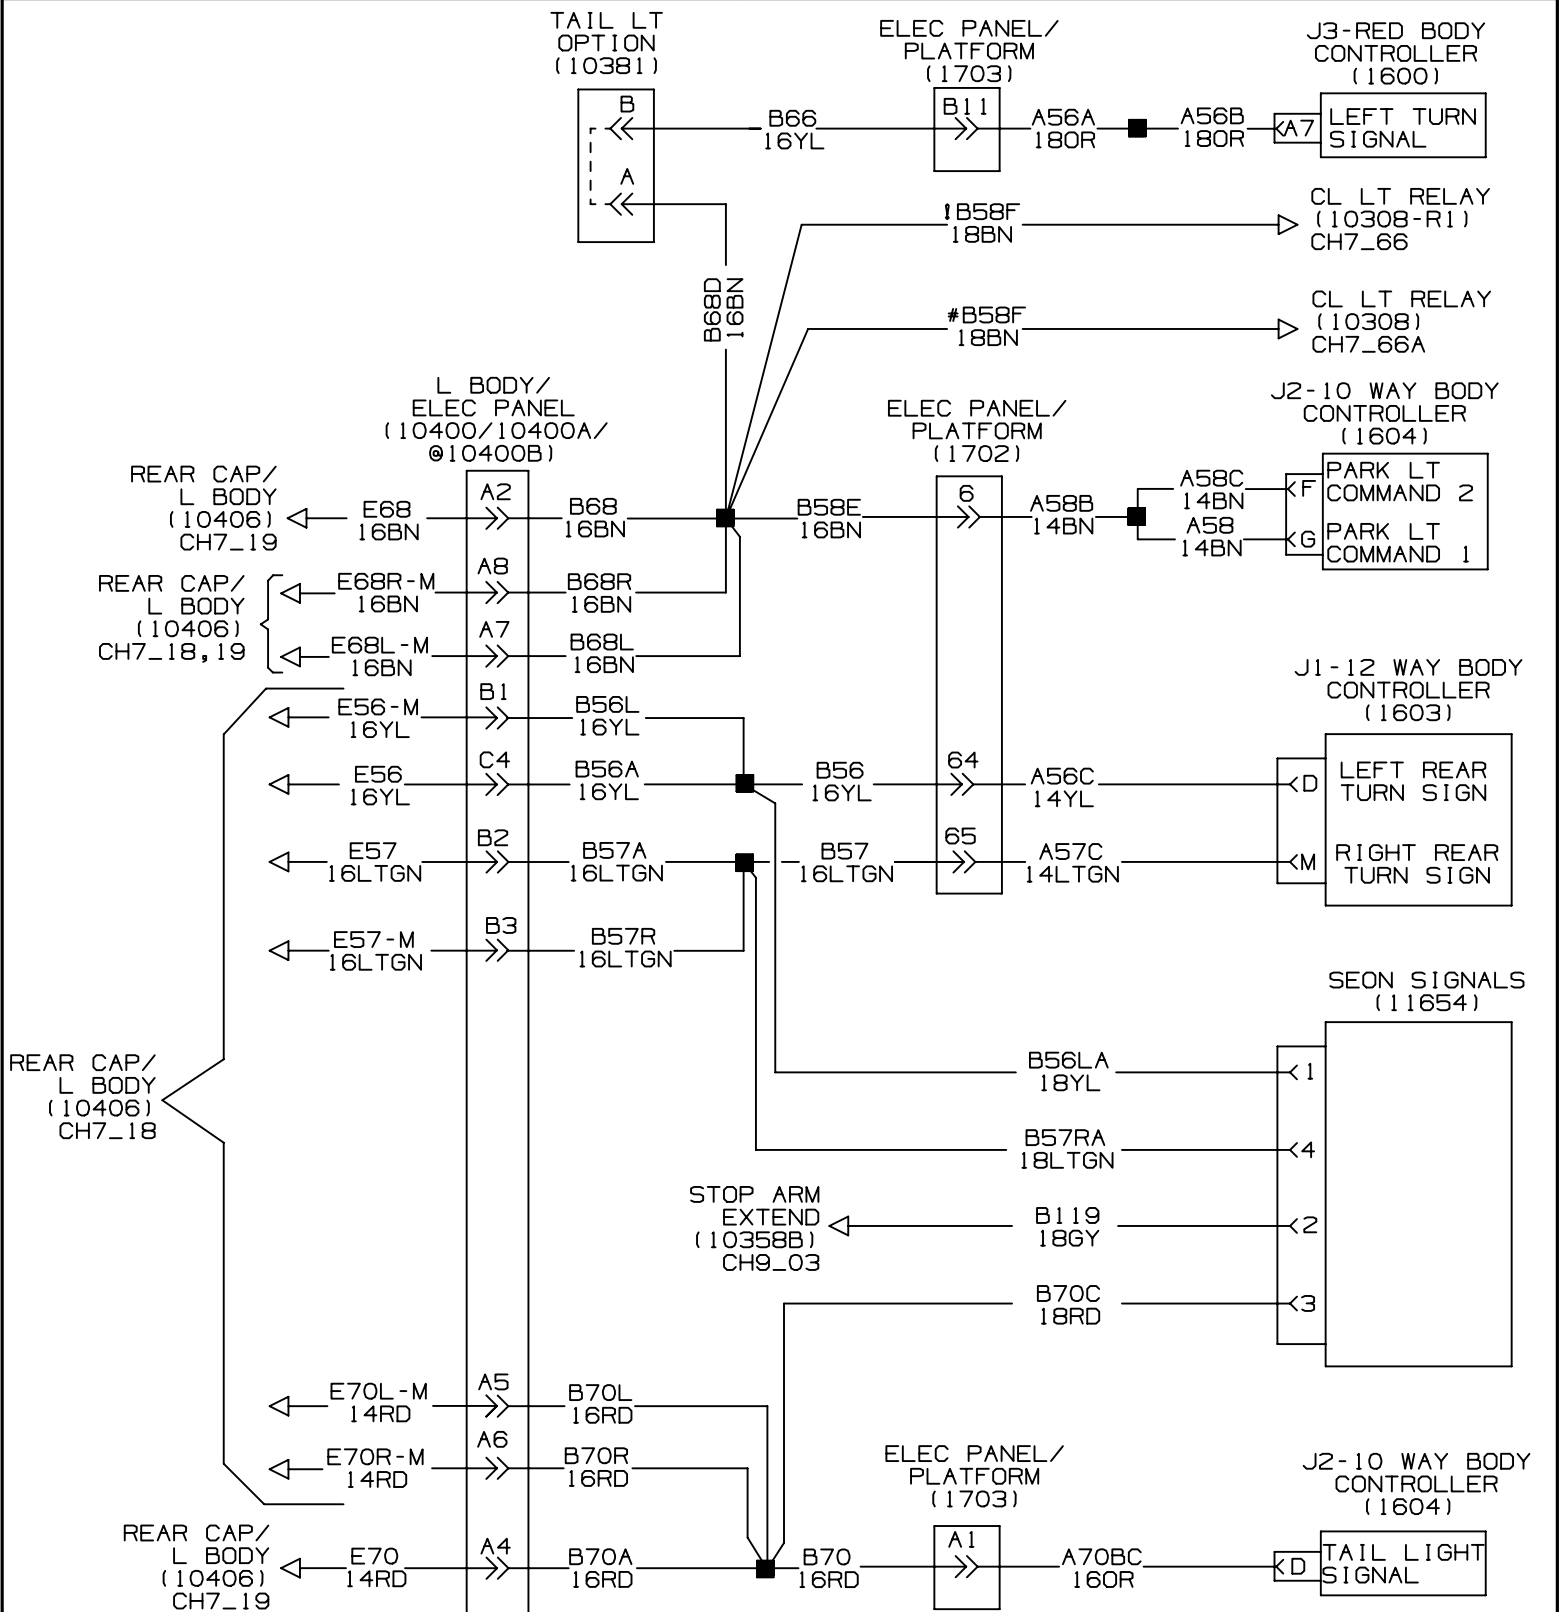 TAIL LT
OPTION
(10381)
B
A
B66
16YL
ELEC PANEL/
PLATFORM
(1703)
B11
A56A
18OR
A56B
18OR
J3-RED BODY
CONTROLLER
(1600)
A7
LEFT TURN
SIGNAL
!B58F
18BN
CL LT RELAY
(10308-R1)
CH7_66
B68D
16BN
#B58F
18BN
CL LT RELAY
(10308)
CH7_66A
L BODY/
ELEC PANEL
(10400/10400A/
@10400B)
ELEC PANEL/
PLATFORM
(1702)
J2-10 WAY BODY
CONTROLLER
(1604)
REAR CAP/
L BODY
(10406)
CH7_19
E68
16BN
A2
B68
16BN
B58E
16BN
6
A58B
14BN
A58C
14BN
F
PARK LT
COMMAND 2
A58
14BN
G
PARK LT
COMMAND 1
REAR CAP/
L BODY
(10406)
CH7_18,19
E68R-M
16BN
A8
B68R
16BN
E68L-M
16BN
A7
B68L
16BN
J1-12 WAY BODY
CONTROLLER
(1603)
E56-M
16YL
B1
B56L
16YL
E56
16YL
C4
B56A
16YL
B56
16YL
64
A56C
14YL
D
LEFT REAR
TURN SIGN
E57
16LTGN
B2
B57A
16LTGN
B57
16LTGN
65
A57C
14LTGN
M
RIGHT REAR
TURN SIGN
E57-M
16LTGN
B3
B57R
16LTGN
SEON SIGNALS
(11654)
REAR CAP/
L BODY
(10406)
CH7_18
B56LA
18YL
1
B57RA
18LTGN
4
STOP ARM
EXTEND
(10358B)
CH9_03
B119
18GY
2
B70C
18RD
3
E70L-M
14RD
A5
B70L
16RD
E70R-M
14RD
A6
B70R
16RD
ELEC PANEL/
PLATFORM
(1703)
J2-10 WAY BODY
CONTROLLER
(1604)
REAR CAP/
L BODY
(10406)
CH7_19
E70
14RD
A4
B70A
16RD
B70
16RD
A1
A70BC
16OR
D
TAIL LIGHT
SIGNAL